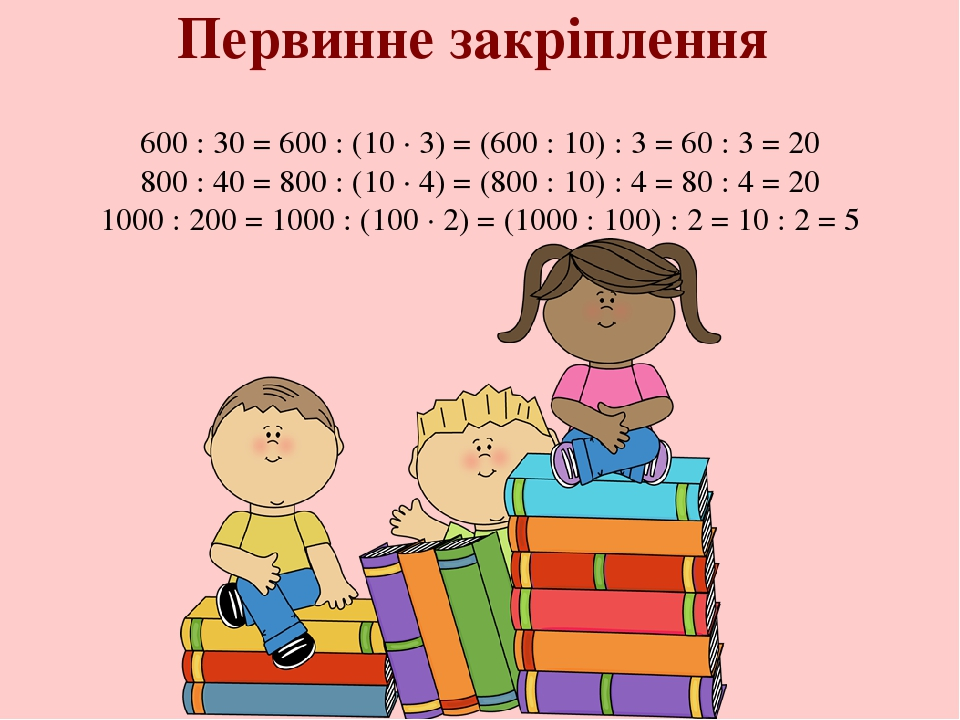 Первинне закріплення
600 : 30 = 600 : (10 · 3) = (600 : 10) : 3 = 60 : 3 = 20
800 : 40 = 800 : (10 · 4) = (800 : 10) : 4 = 80 : 4 = 20
1000 : 200 = 1000 : (100 · 2) = (1000 : 100) : 2 = 10 : 2 = 5